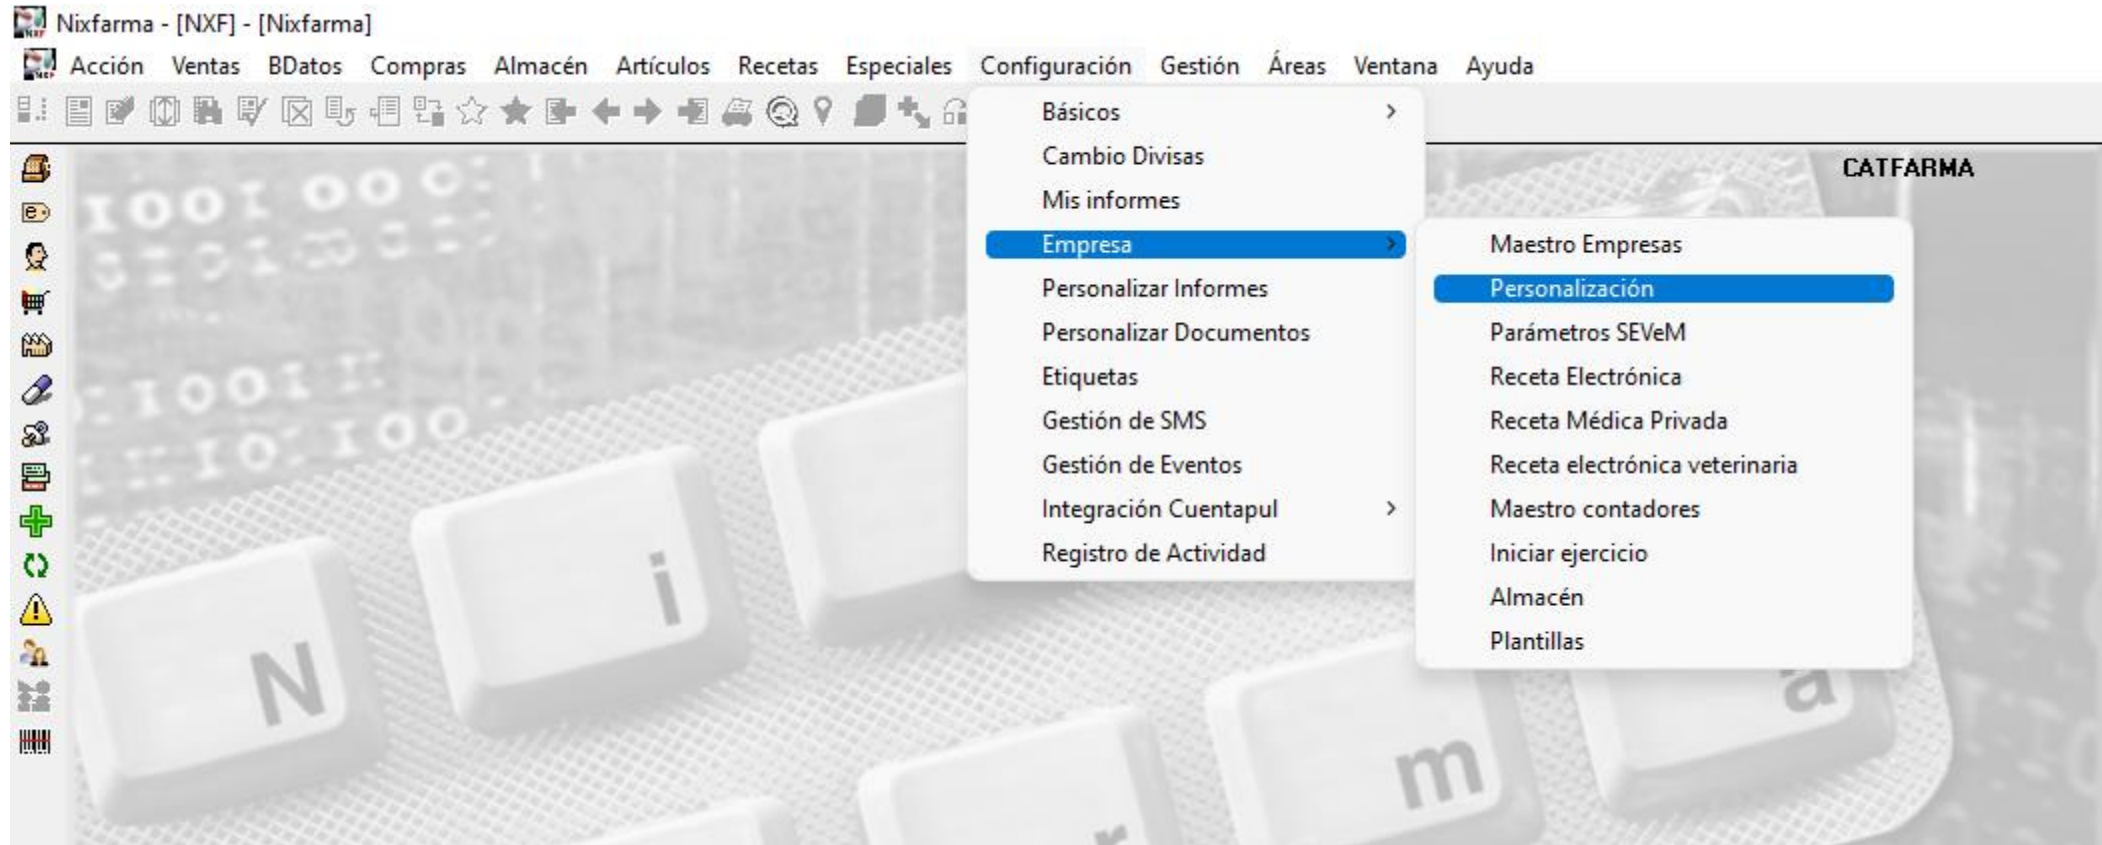 Nixfarma - [NXF] - [Nixfarma]
Acción Ventas BDatos Compras Almacén Artículos Recetas Especiales Configuración Gestión Áreas Ventana Ayuda
CATFARMA
Básicos
Cambio Divisas
Mis informes
Empresa
Personalizar Informes
Personalizar Documentos
Etiquetas
Gestión de SMS
Gestión de Eventos
Integración Cuentapul
Registro de Actividad
Maestro Empresas
Personalización
Parámetros SEVeM
Receta Electrónica
Receta Médica Privada
Receta electrónica veterinaria
Maestro contadores
Iniciar ejercicio
Almacén
Plantillas
N i
r m a